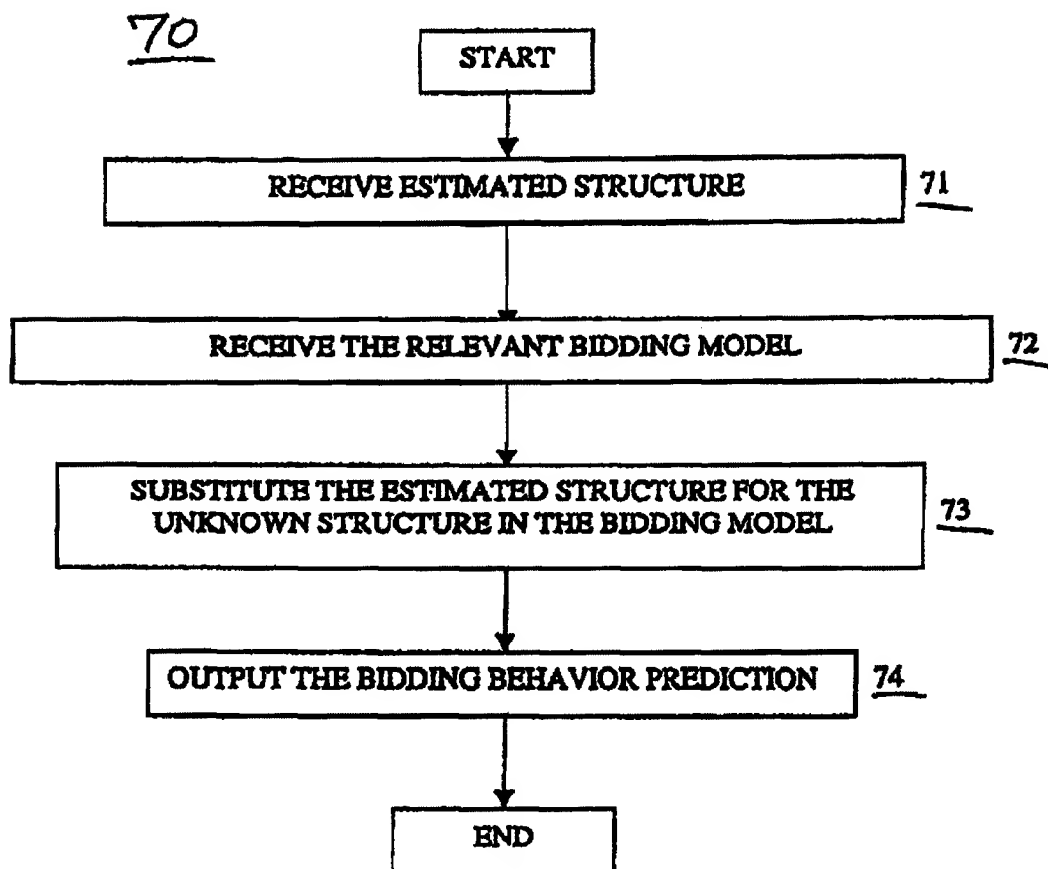 70
START
RECEIVE ESTIMATED STRUCTURE
71
RECEIVE THE RELEVANT BIDDING MODEL
72
SUBSTITUTE THE ESTIMATED STRUCTURE FOR THE
UNKNOWN STRUCTURE IN THE BIDDING MODEL
73
OUTPUT THE BIDDING BEHAVIOR PREDICTION
74
END